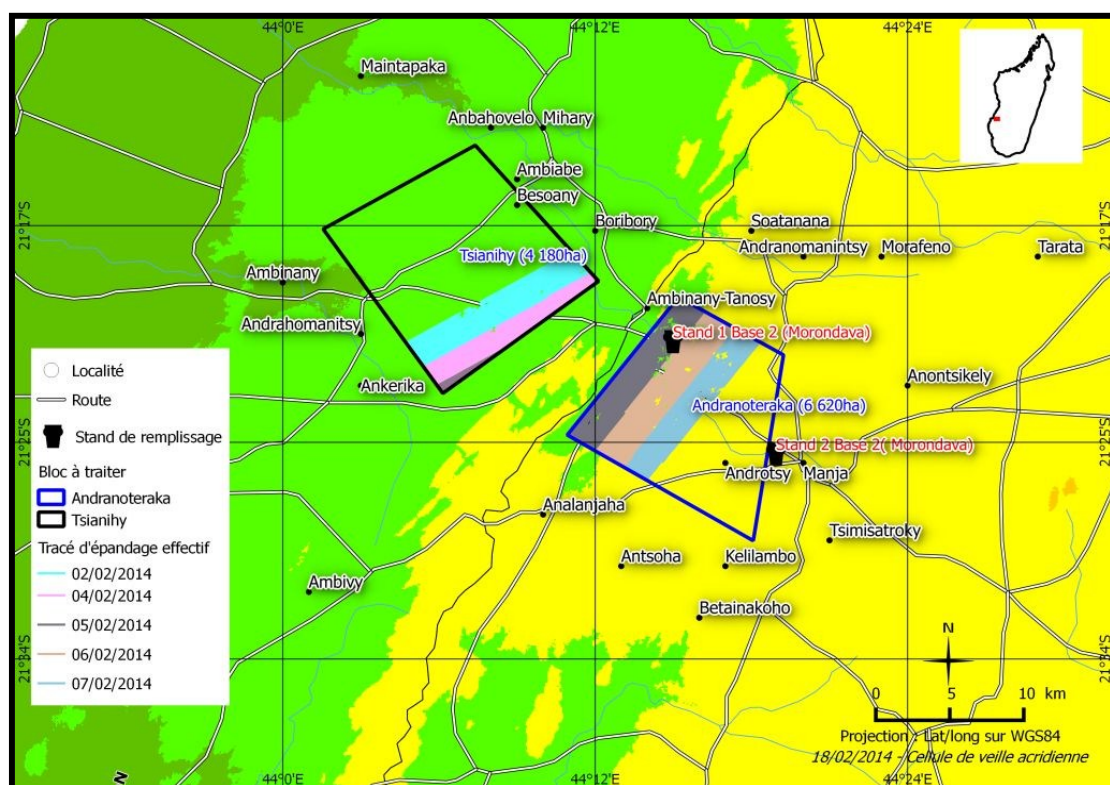 44°0'E
44°12'E
44°24'E
Maintapaka
Anbahovelo
Mihary
Ambiabe
Besoany
21°17'S
Boribory
Soatanana
21°17'S
Tsianihy (4 180ha)
Andranomanintsy
Morafeno
Tarata
Ambinany
Ambinany-Tanosy
Andrahomanitsy
Stand 1 Base 2 (Morondava)
Localité
Ankerika
Anontsikely
Route
Andranoteraka (6 620ha)
Stand de remplissage
21°25'S
Stand 2 Base 2( Morondava)
Bloc à traiter
Androtsy
Manja
Andranoteraka
Tsianihy
Analanjaha
Tracé d'épandage effectif
Tsimisatroky
02/02/2014
Antsoha
Kelilambo
04/02/2014
Ambivy
05/02/2014
Betainakoho
06/02/2014
07/02/2014
N
21°34'S
21°34'S
0 5 10 km
Projection : Lat/long sur WGS84
18/02/2014 - Cellule de veille acridienne
N
44°0'E
44°12'E
44°24'E
21°25'S